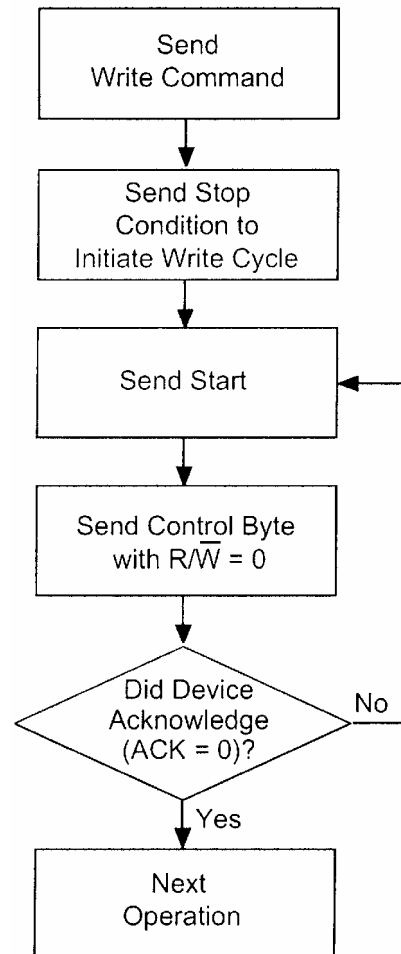 Send
Write Command
Send Stop
Condition to
Initiate Write Cycle
Send Start
Send Control Byte
with R/W̅ = 0
Did Device
Acknowledge
(ACK = 0)?
No
Yes
Next
Operation